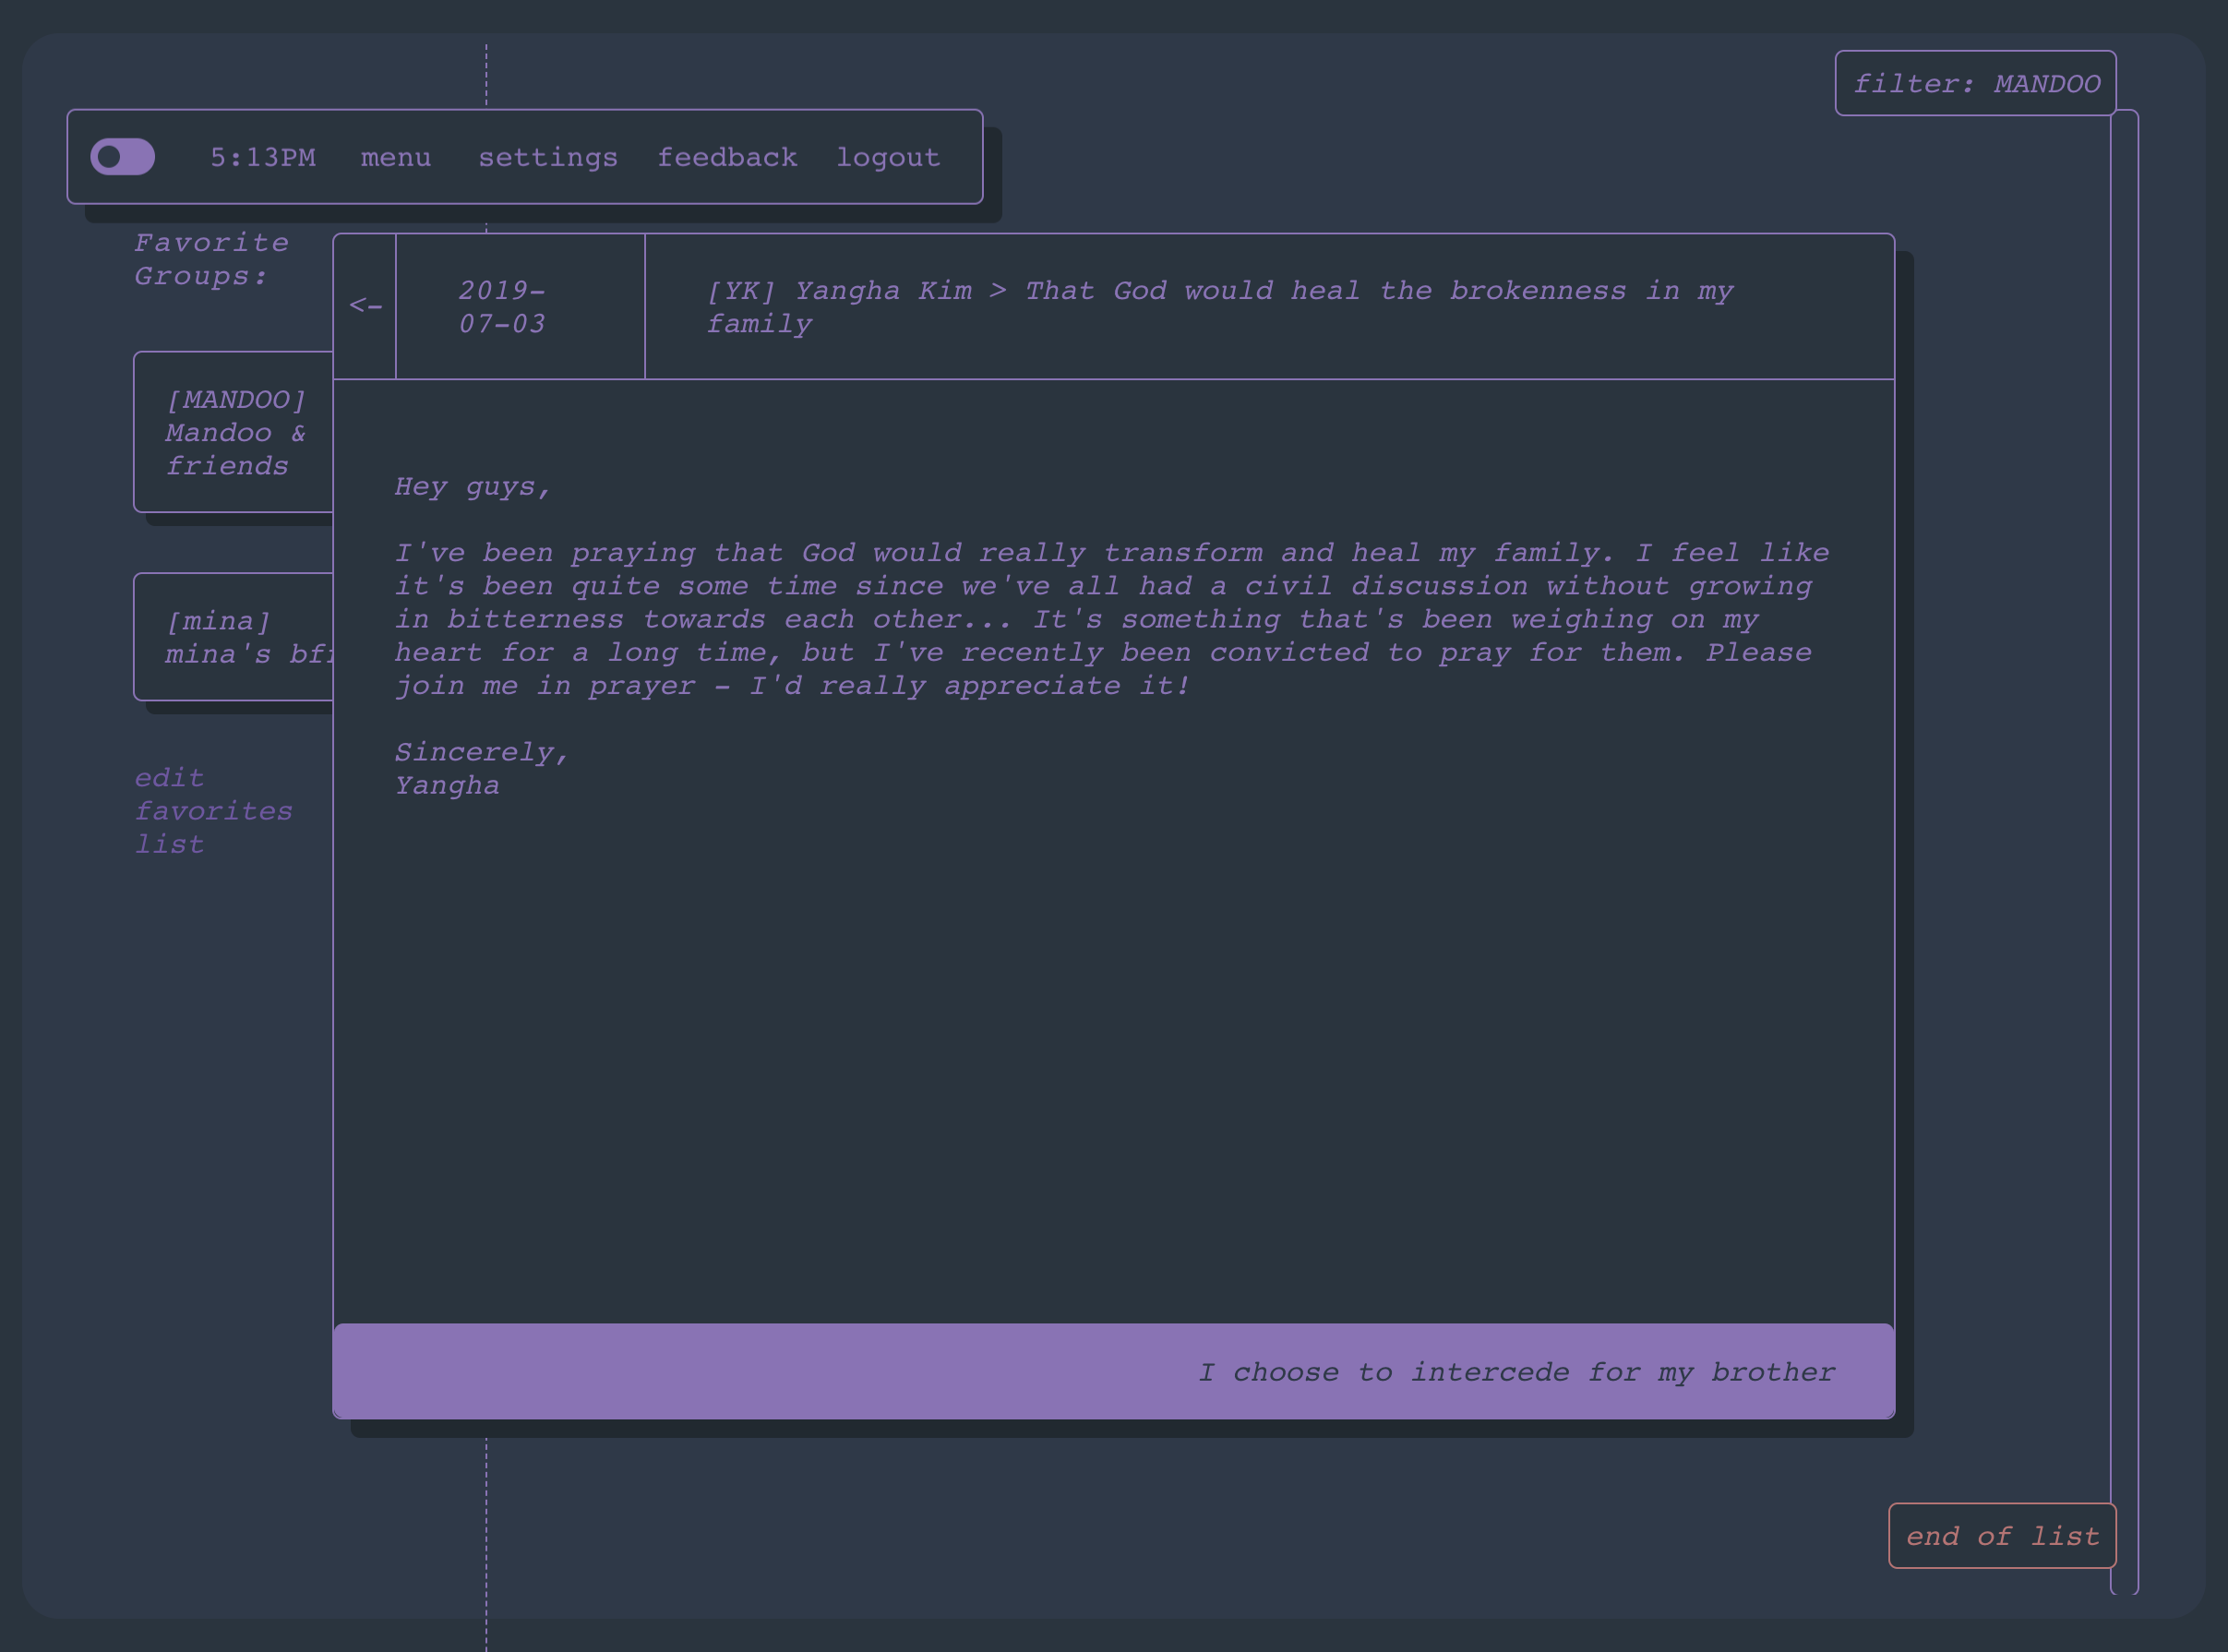 filter: MANDOO
5:13PM menu settings feedback logout
Favorite
Groups:
[MANDOO]
Mandoo &
friends
[mina]
mina's
edit
favorites
list
<-
2019-
07-03
[YK] Yangha Kim > That God would heal the brokenness in my
family
Hey guys,
I've been praying that God would really transform and heal my family. I feel like
it's been quite some time since we've all had a civil discussion without growing
in bitterness towards each other... It's something that's been weighing on my
heart for a long time, but I've recently been convicted to pray for them. Please
join me in prayer - I'd really appreciate it!
Sincerely,
Yangha
I choose to intercede for my brother
end of list